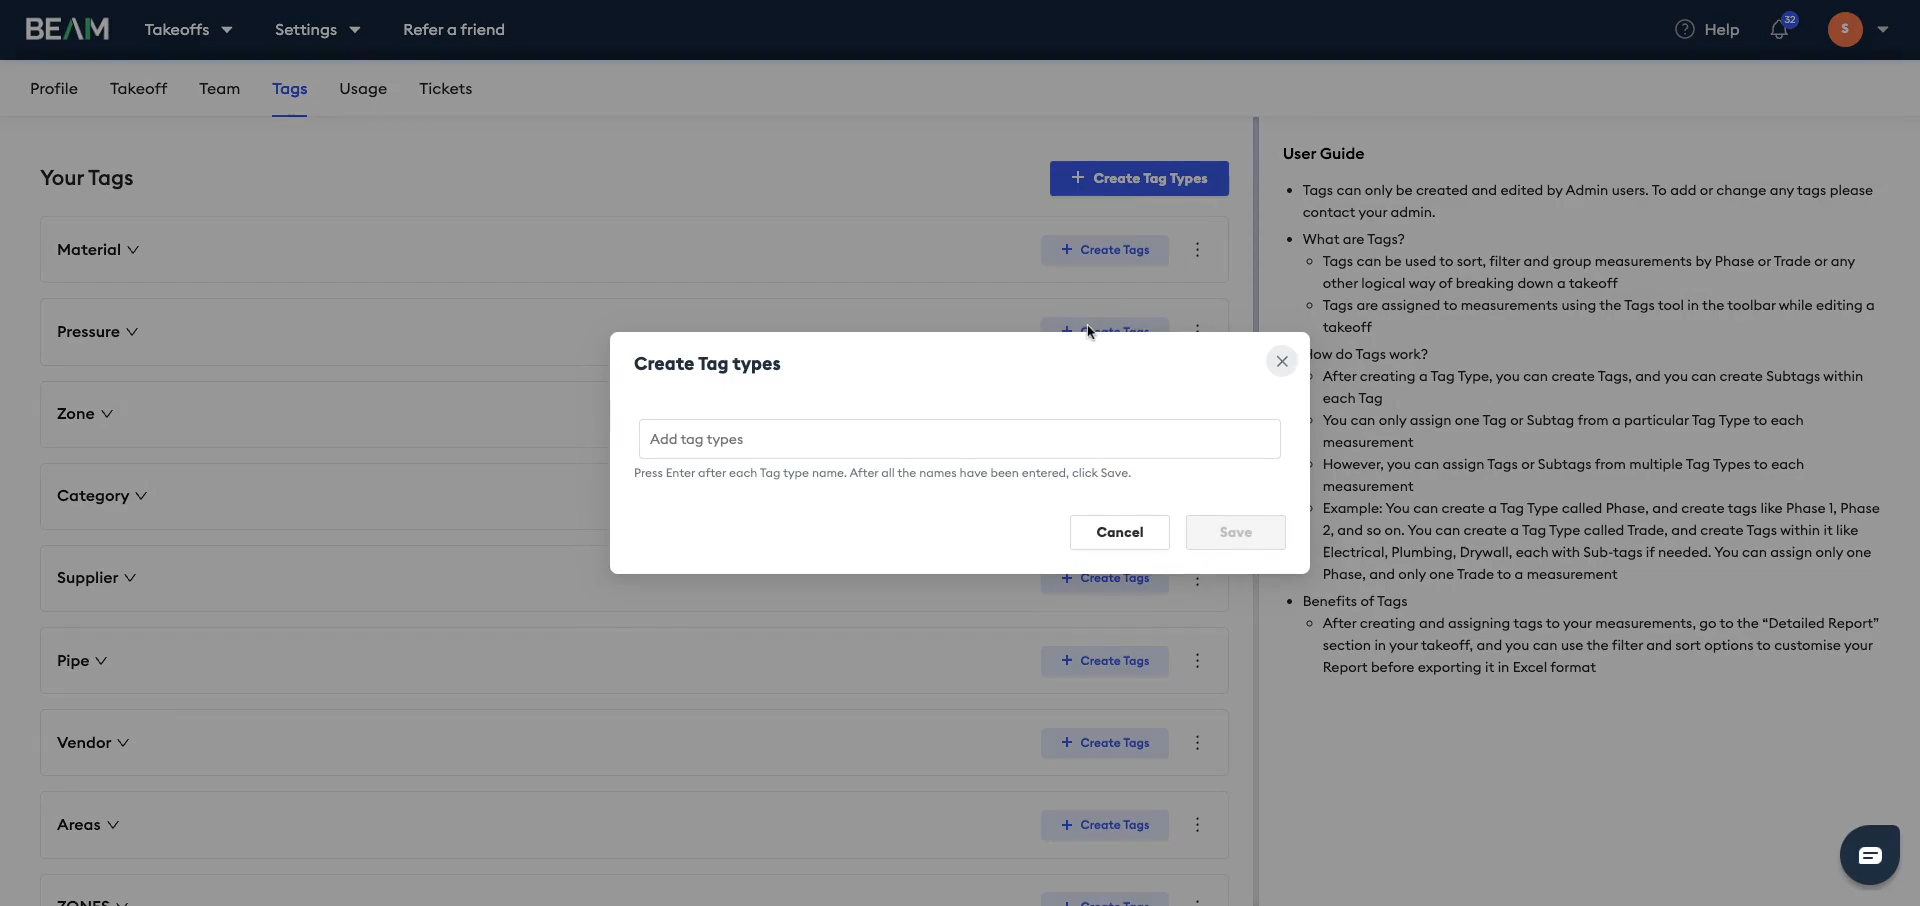 BEAM
Takeoffs
Settings
Refer a friend
Help
32
S
Profile
Takeoff
Team
Tags
Usage
Tickets
Your Tags
+ Create Tag Types
Material
+ Create Tags
Pressure
Zone
Category
Supplier
+ Create Tags
Pipe
+ Create Tags
Vendor
+ Create Tags
Areas
+ Create Tags
ZONES
Create Tag types
Add tag types
Press Enter after each Tag type name. After all the names have been entered, click Save.
Cancel
Save
User Guide
Tags can only be created and edited by Admin users. To add or change any tags please
contact your admin.
What are Tags?
Tags can be used to sort, filter and group measurements by Phase or Trade or any
other logical way of breaking down a takeoff
Tags are assigned to measurements using the Tags tool in the toolbar while editing a
takeoff
How do Tags work?
After creating a Tag Type, you can create Tags, and you can create Subtags within
each Tag
You can only assign one Tag or Subtag from a particular Tag Type to each
measurement
However, you can assign Tags or Subtags from multiple Tag Types to each
measurement
Example: You can create a Tag Type called Phase, and create tags like Phase 1, Phase
2, and so on. You can create a Tag Type called Trade, and create Tags within it like
Electrical, Plumbing, Drywall, each with Sub-tags if needed. You can assign only one
Phase, and only one Trade to a measurement
Benefits of Tags
After creating and assigning tags to your measurements, go to the “Detailed Report”
section in your takeoff, and you can use the filter and sort options to customise your
Report before exporting it in Excel format